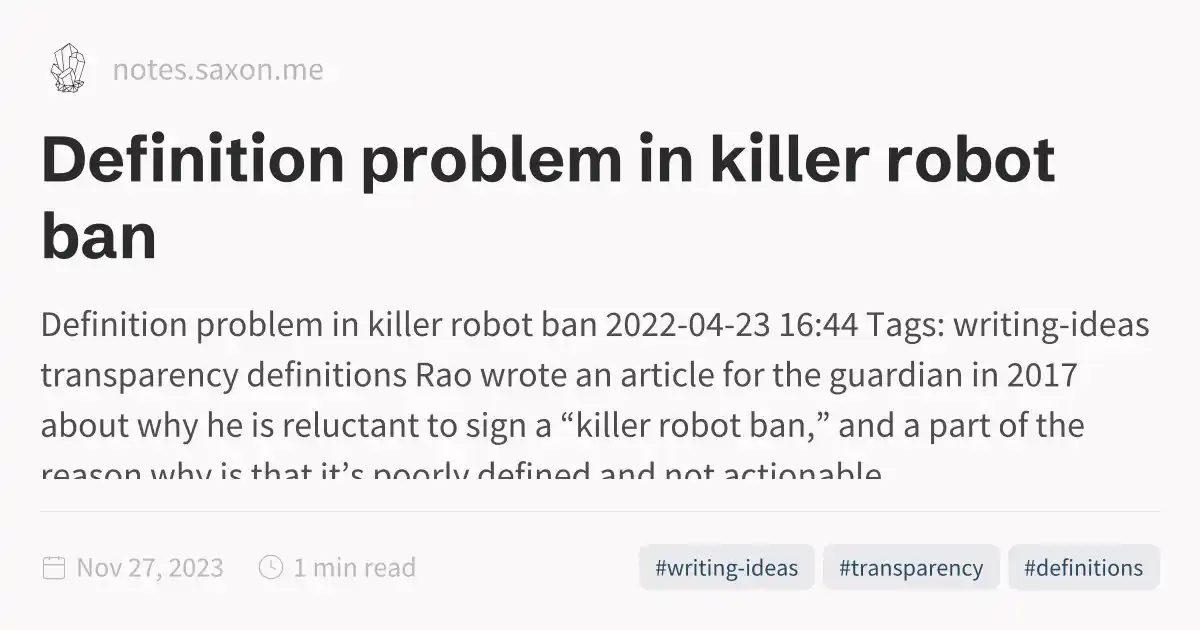 notes.saxon.me
Definition problem in killer robot
ban
Definition problem in killer robot ban 2022-04-23 16:44 Tags: writing-ideas
transparency definitions Rao wrote an article for the guardian in 2017
about why he is reluctant to sign a “killer robot ban,” and a part of the
reason why is that it’s poorly defined and not actionable
Nov 27, 2023
1 min read
#writing-ideas
#transparency
#definitions